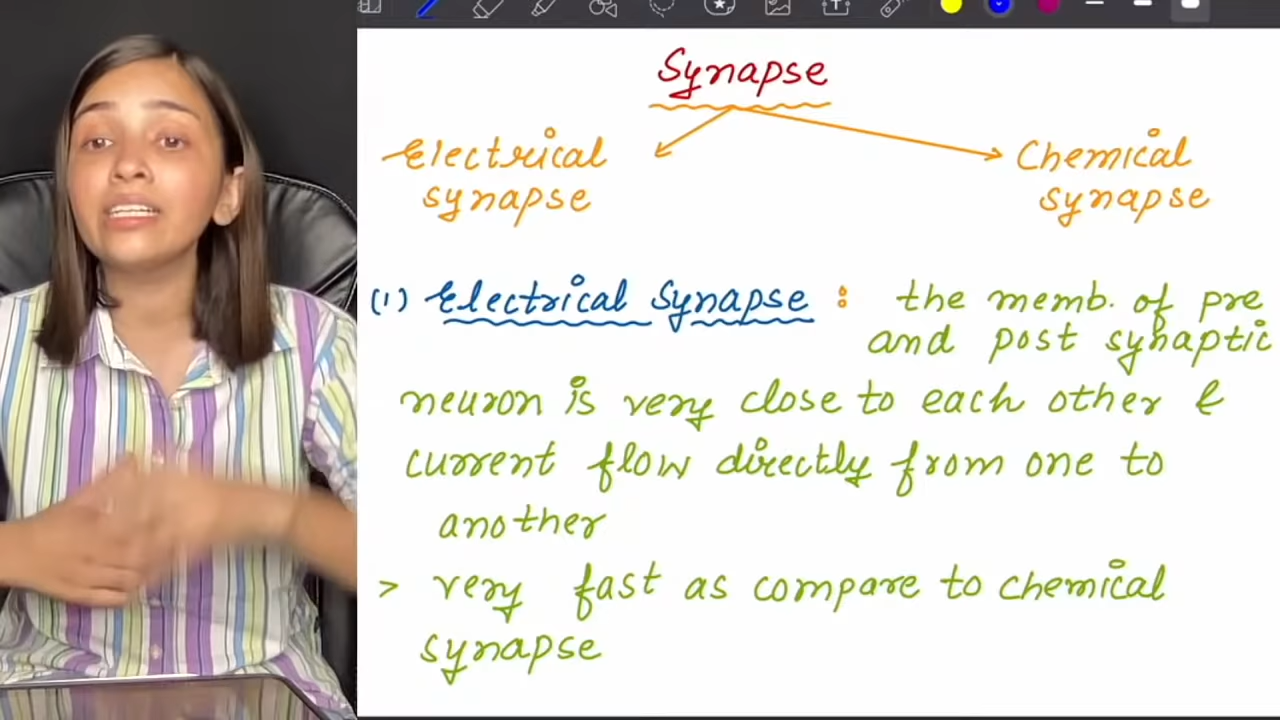 Synapse
Electrical
synapse
Chemical
synapse
(1) Electrical Synapse : the memb. of pre
and post synaptic
neuron is very close to each other &
current flow directly from one to
another
> very fast as compare to chemical
synapse